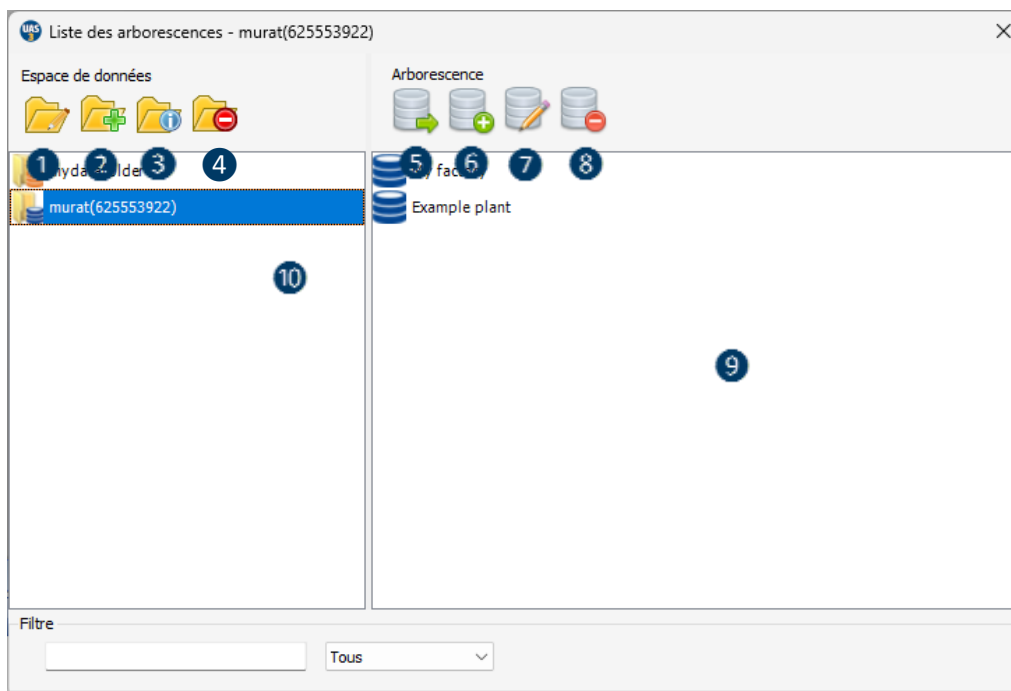 UAS 3 Liste des arborescences - murat(625553922)
Espace de données
Arborescence
1 2 3 4 5 6 7 8
murat(625553922)
Example plant
10
9
Filtre
Tous